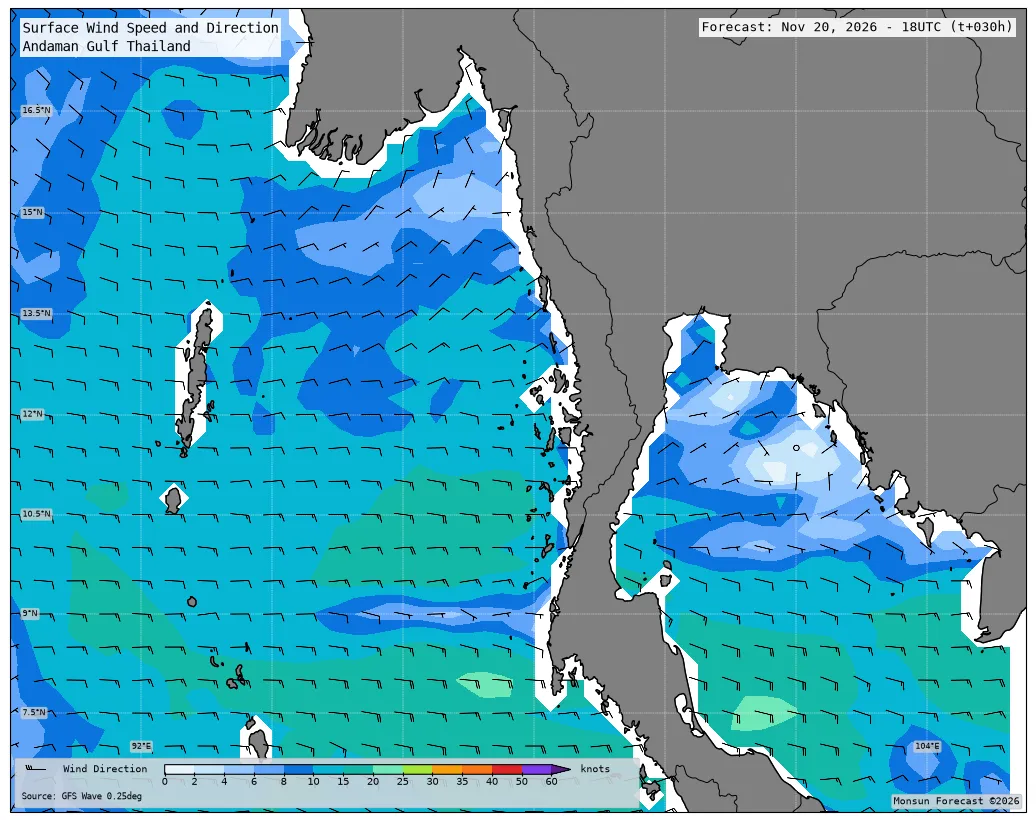 Surface Wind Speed and Direction
Andaman Gulf Thailand
Forecast: Nov 20, 2026 - 18UTC (t+030h)
16.5°N
15°N
13.5°N
12°N
10.5°N
9°N
7.5°N
92°E
104°E
Wind Direction
0 2 4 6 8 10 15 20 25 30 35 40 50 60
knots
Source: GFS Wave 0.25deg
Monsun Forecast ©2026